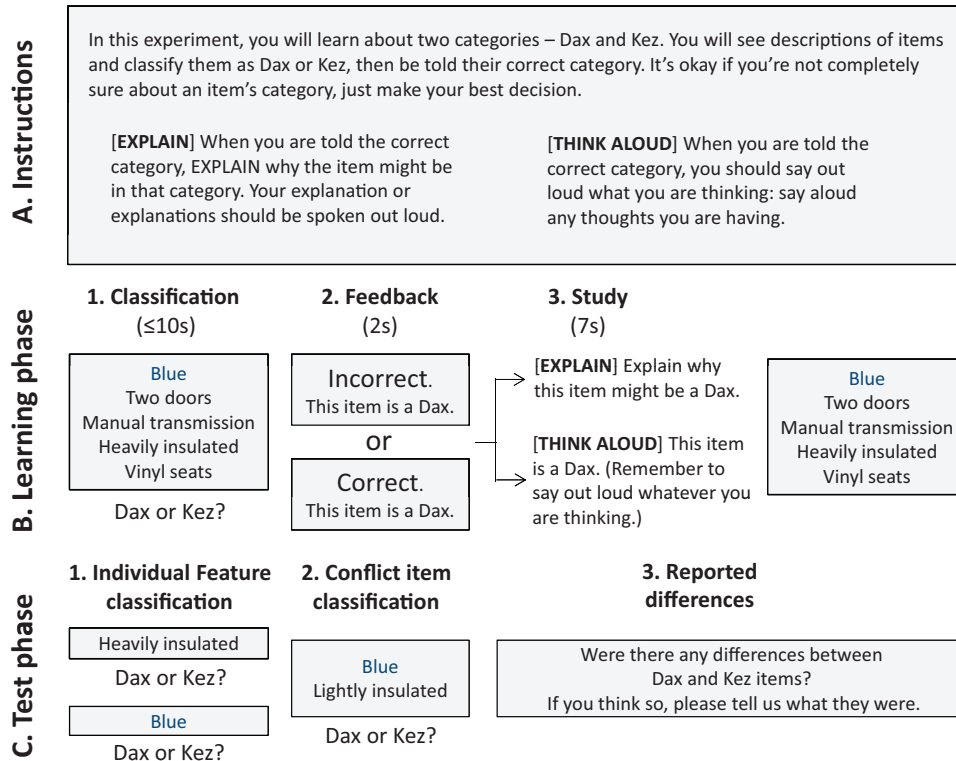 A. Instructions
In this experiment, you will learn about two categories – Dax and Kez. You will see descriptions of items
and classify them as Dax or Kez, then be told their correct category. It's okay if you're not completely
sure about an item's category, just make your best decision.
[EXPLAIN] When you are told the correct
category, EXPLAIN why the item might be
in that category. Your explanation or
explanations should be spoken out loud.
[THINK ALOUD] When you are told the
correct category, you should say out
loud what you are thinking: say aloud
any thoughts you are having.
B. Learning phase
1. Classification
(≤10s)
Blue
Two doors
Manual transmission
Heavily insulated
Vinyl seats
Dax or Kez?
2. Feedback
(2s)
Incorrect.
This item is a Dax.
or
Correct.
This item is a Dax.
3. Study
(7s)
[EXPLAIN] Explain why
this item might be a Dax.
[THINK ALOUD] This item
is a Dax. (Remember to
say out loud whatever you
are thinking.)
Blue
Two doors
Manual transmission
Heavily insulated
Vinyl seats
C. Test phase
1. Individual Feature
classification
Heavily insulated
Dax or Kez?
Blue
Dax or Kez?
2. Conflict item
classification
Blue
Lightly insulated
Dax or Kez?
3. Reported
differences
Were there any differences between
Dax and Kez items?
If you think so, please tell us what they were.